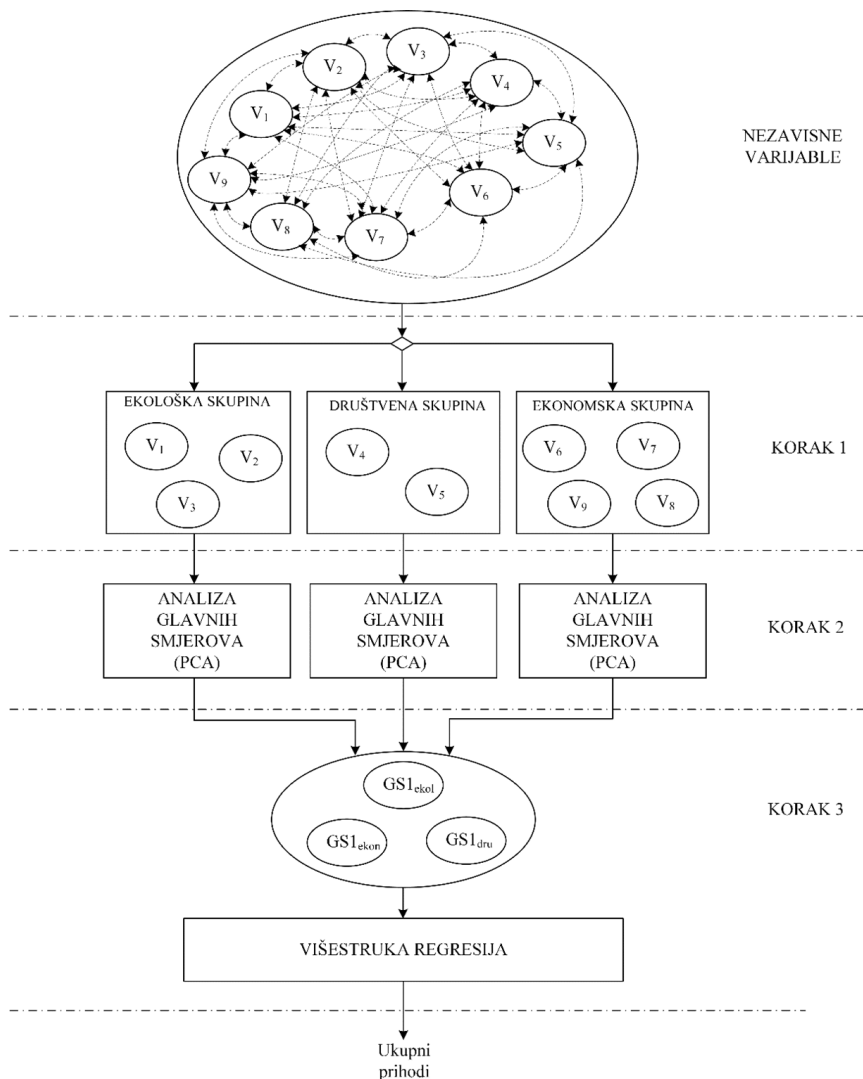 V3
V2
V4
V1
V5
V9
V6
V8
V7
NEZAVISNE
VARIJABLE
EKOLOŠKA SKUPINA
V1
V2
V3
DRUŠTVENA SKUPINA
V4
V5
EKONOMSKA SKUPINA
V6
V7
V9
V8
KORAK 1
ANALIZA
GLAVNIH
SMJEROVA
(PCA)
ANALIZA
GLAVNIH
SMJEROVA
(PCA)
ANALIZA
GLAVNIH
SMJEROVA
(PCA)
KORAK 2
GS1ekol
GS1ekon
GS1dru
KORAK 3
VIŠESTRUKA REGRESIJA
Ukupni
prihodi